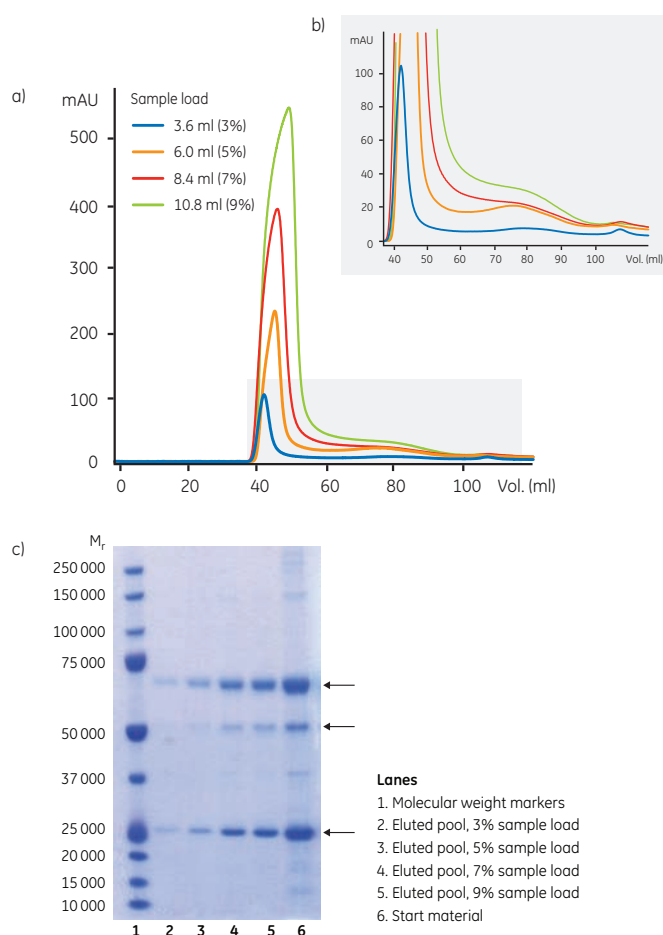 a)
mAU
Sample load
3.6 ml (3%)
6.0 ml (5%)
8.4 ml (7%)
10.8 ml (9%)
500
400
300
200
100
0
0 20 40 60 80 100 Vol. (ml)
b)
mAU
100
80
60
40
20
0
40 50 60 70 80 90 100 Vol. (ml)
c)
Mr
250 000
150 000
100 000
75 000
50 000
37 000
25 000
20 000
15 000
10 000
1 2 3 4 5 6
Lanes
1. Molecular weight markers
2. Eluted pool, 3% sample load
3. Eluted pool, 5% sample load
4. Eluted pool, 7% sample load
5. Eluted pool, 9% sample load
6. Start material